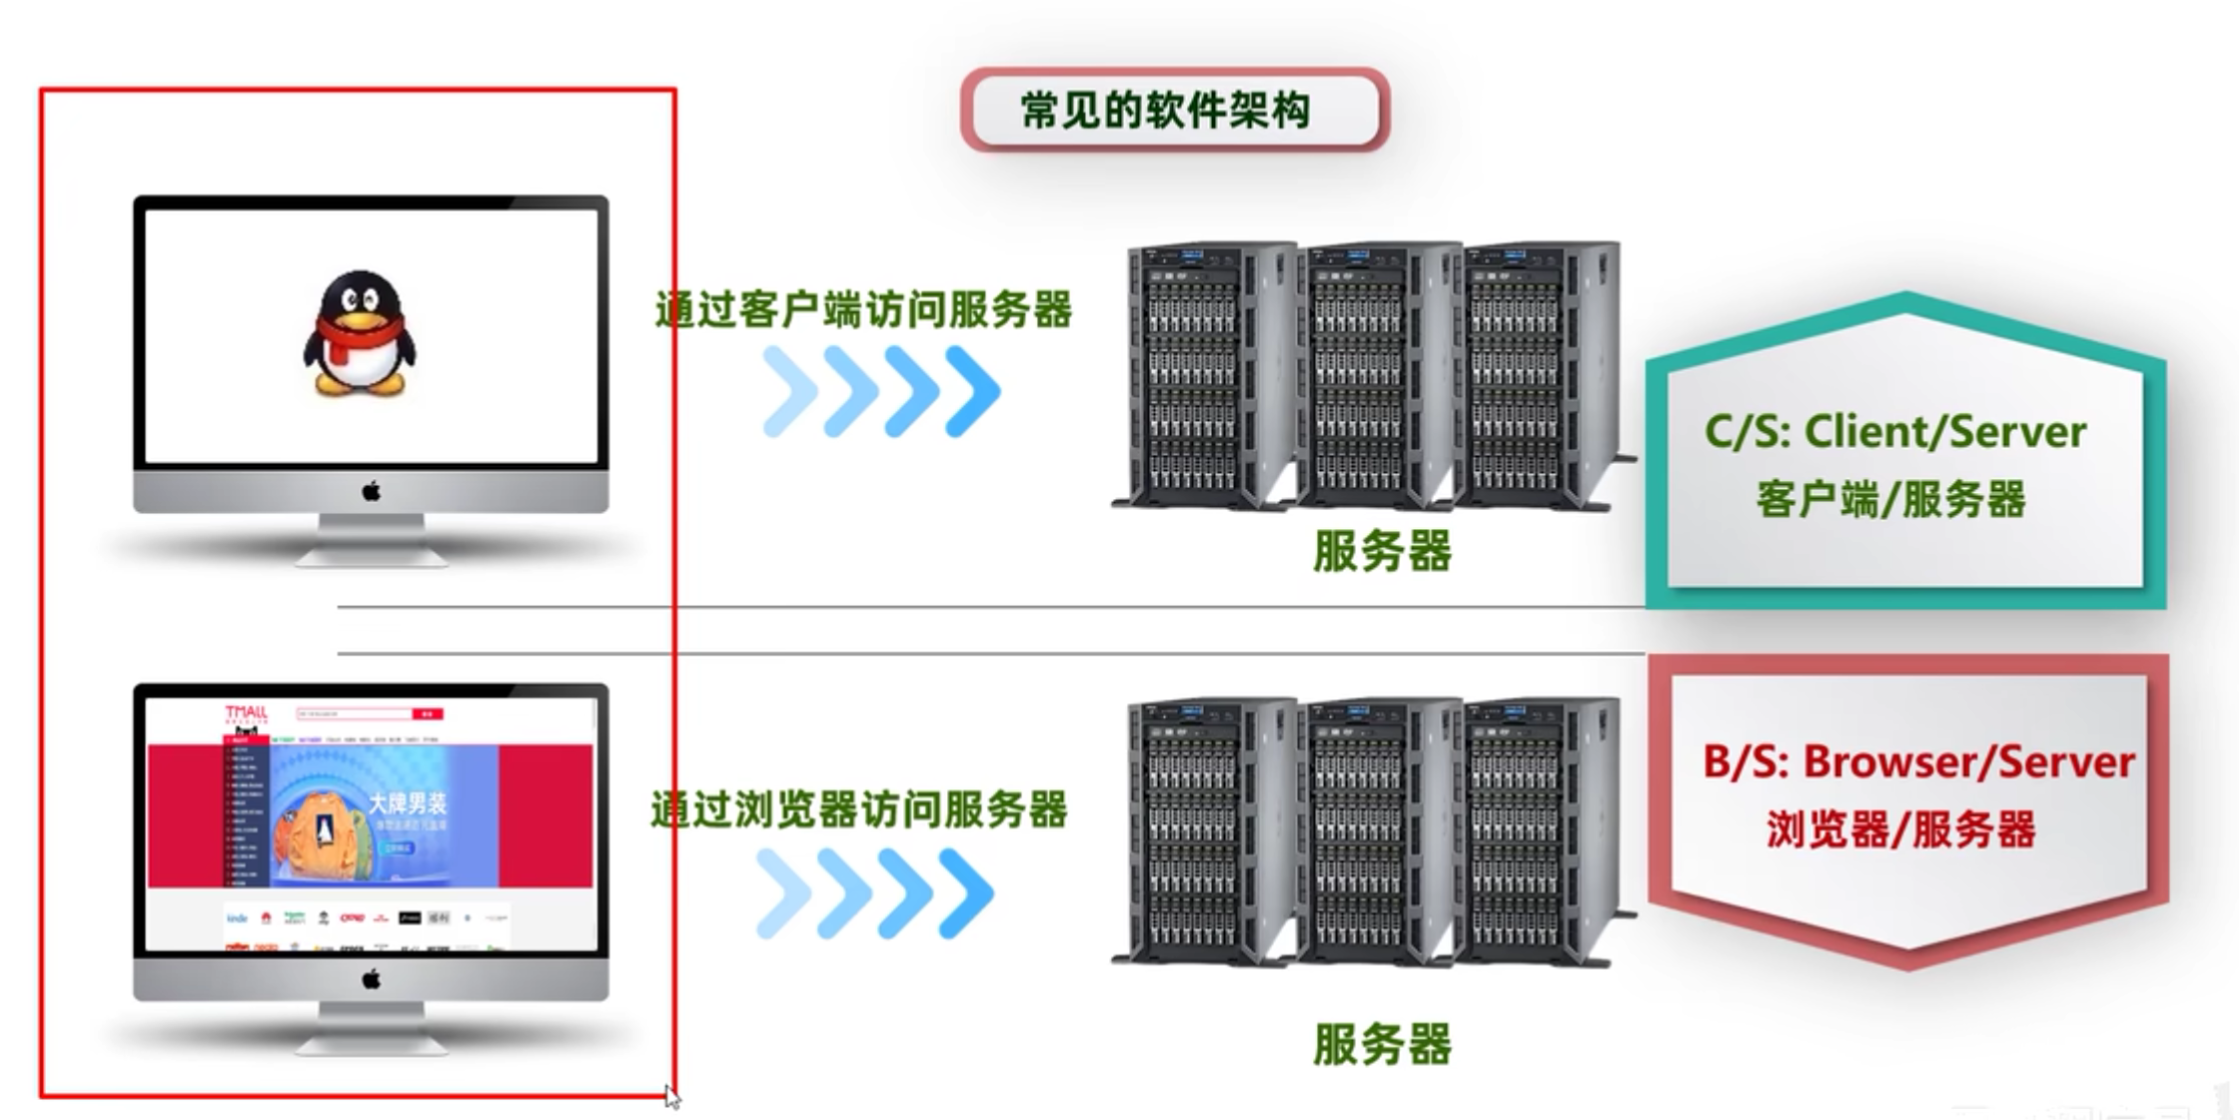 常见的软件架构
通过客户端访问服务器
服务器
C/S: Client/Server
客户端/服务器
TMALL
大牌男装
kindle
通过浏览器访问服务器
服务器
B/S: Browser/Server
浏览器/服务器